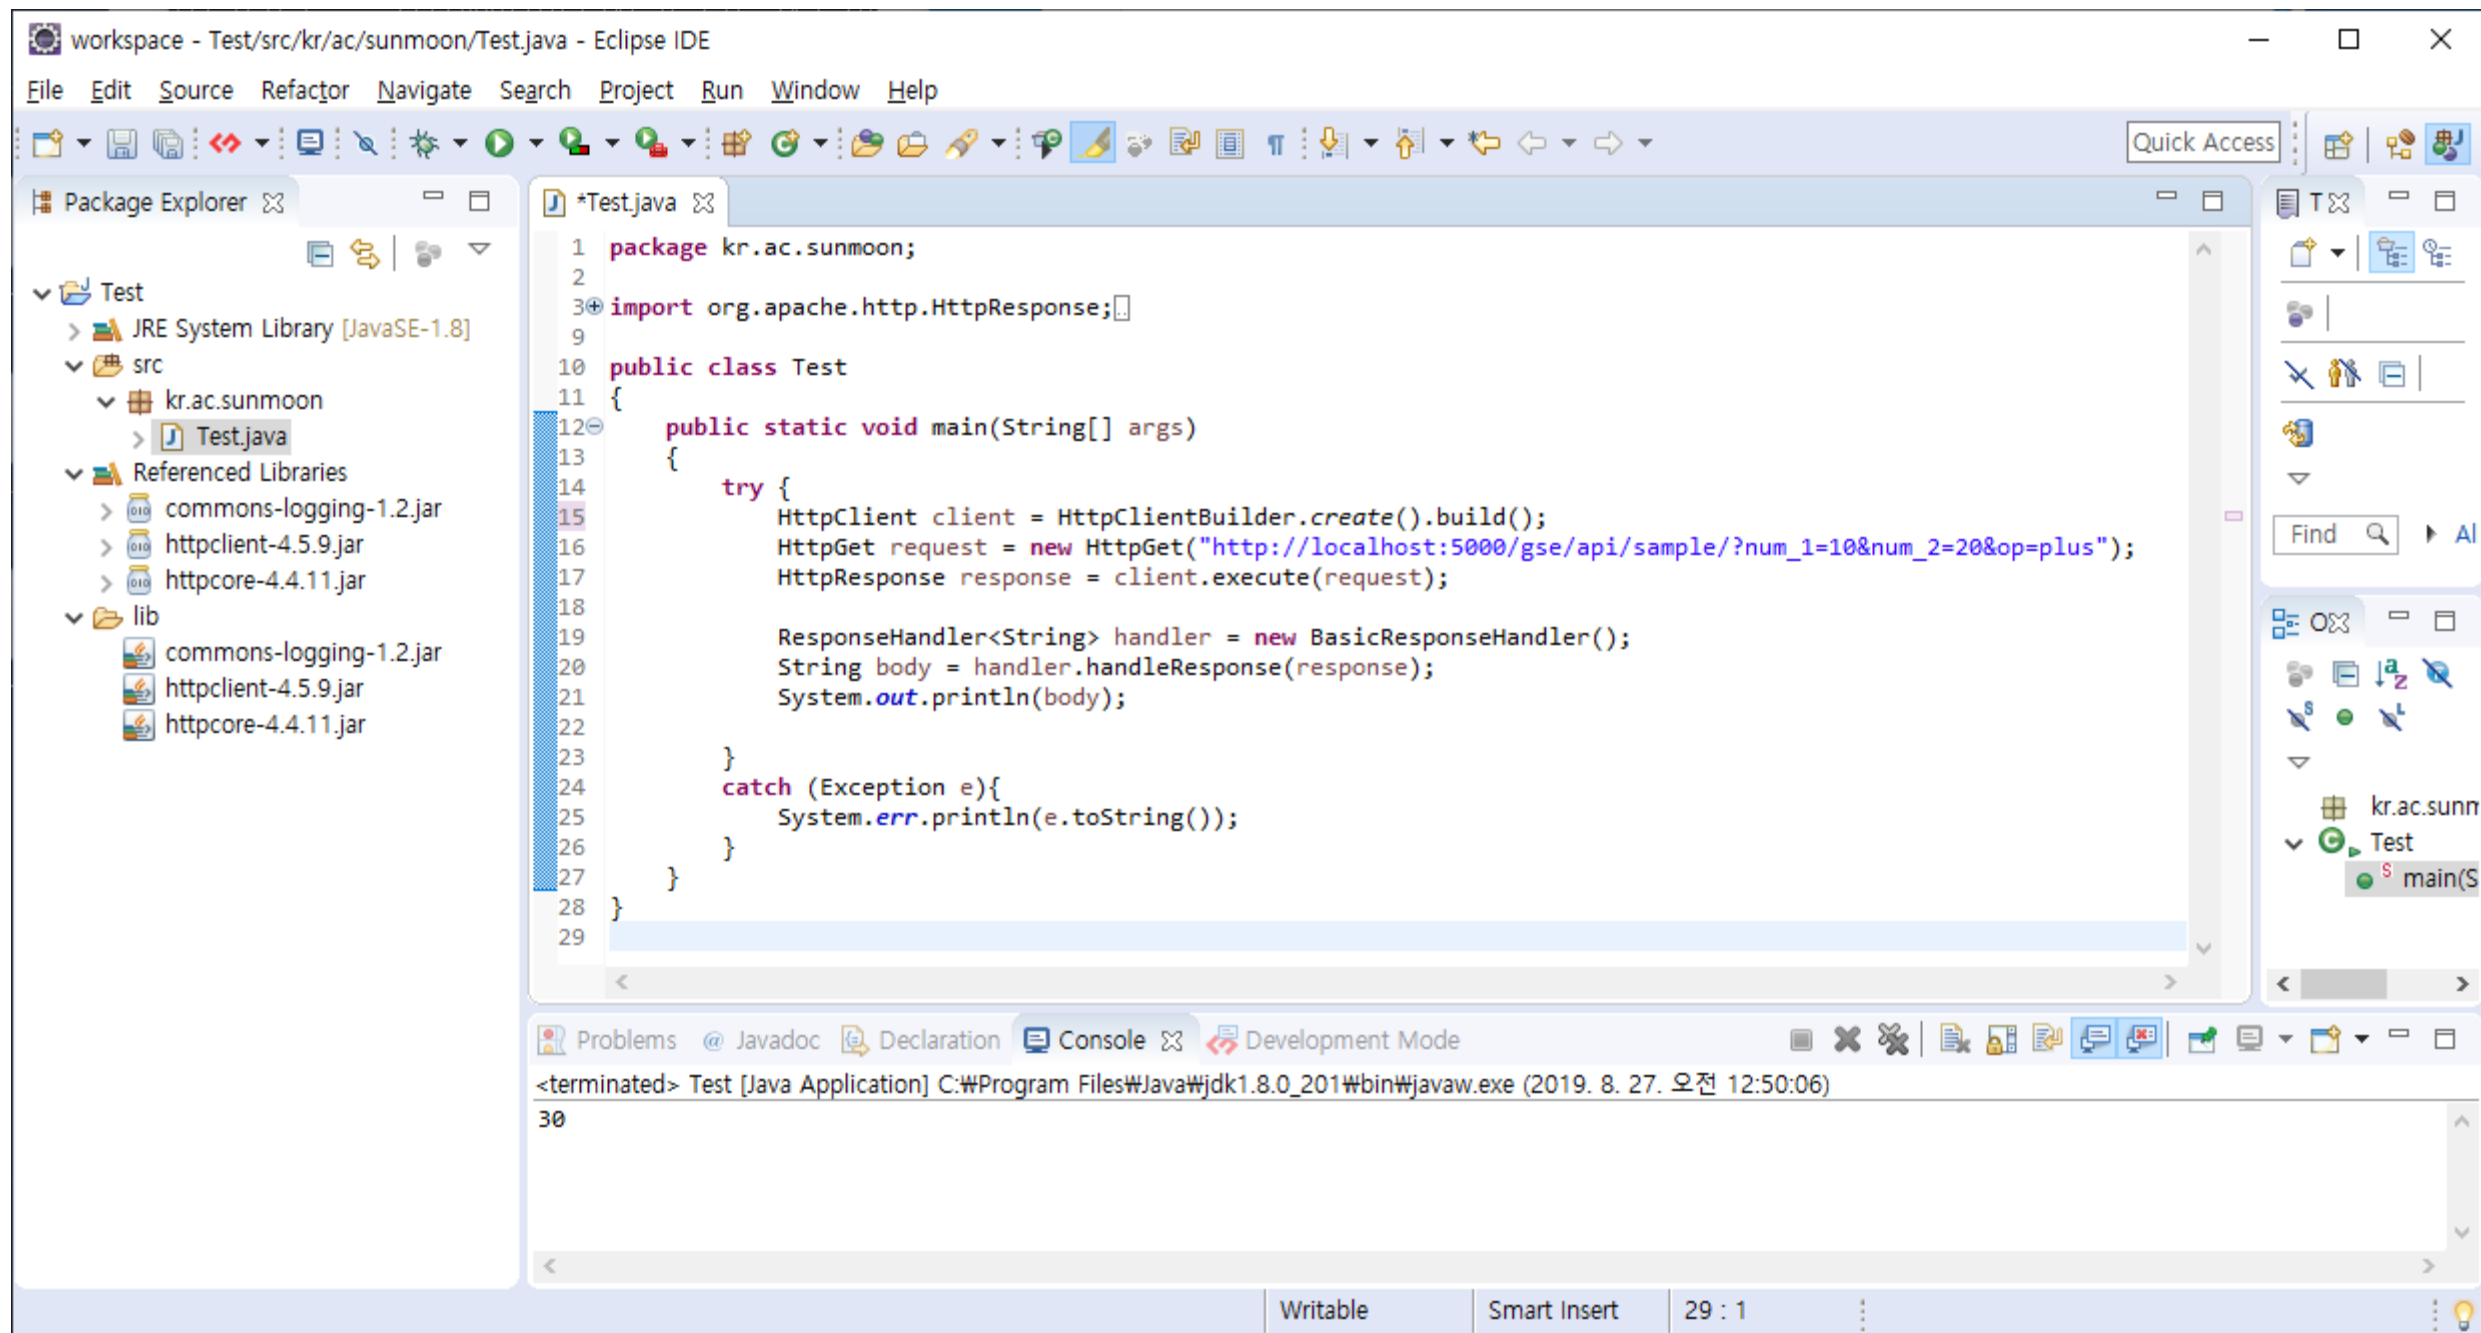 workspace - Test/src/kr/ac/sunmoon/Test.java - Eclipse IDE
File Edit Source Refactor Navigate Search Project Run Window Help
Quick Access
Package Explorer
Test
JRE System Library [JavaSE-1.8]
src
kr.ac.sunmoon
Test.java
Referenced Libraries
commons-logging-1.2.jar
httpclient-4.5.9.jar
httpcore-4.4.11.jar
lib
commons-logging-1.2.jar
httpclient-4.5.9.jar
httpcore-4.4.11.jar
*Test.java
1 package kr.ac.sunmoon;
2
3 import org.apache.http.HttpResponse;
9
10 public class Test
11 {
12 public static void main(String[] args)
13 {
14 try {
15 HttpClient client = HttpClientBuilder.create().build();
16 HttpGet request = new HttpGet("http://localhost:5000/gse/api/sample/?num_1=10&num_2=20&op=plus");
17 HttpResponse response = client.execute(request);
18
19 ResponseHandler<String> handler = new BasicResponseHandler();
20 String body = handler.handleResponse(response);
21 System.out.println(body);
22
23 }
24 catch (Exception e){
25 System.err.println(e.toString());
26 }
27 }
28 }
29
T
Find Al
O
kr.ac.sunm
Test
main(S
Problems @ Javadoc Declaration Console Development Mode
<terminated> Test [Java Application] C:₩Program Files₩Java₩jdk1.8.0_201₩bin₩javaw.exe (2019. 8. 27. 오전 12:50:06)
30
Writable Smart Insert 29 : 1